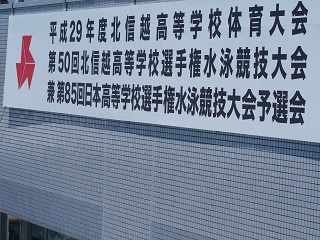 平成29年度北信越高等学校体育大会
第50回北信越高等学校選手権水泳競技大会
兼 第85回日本高等学校選手権水泳競技大会予選会